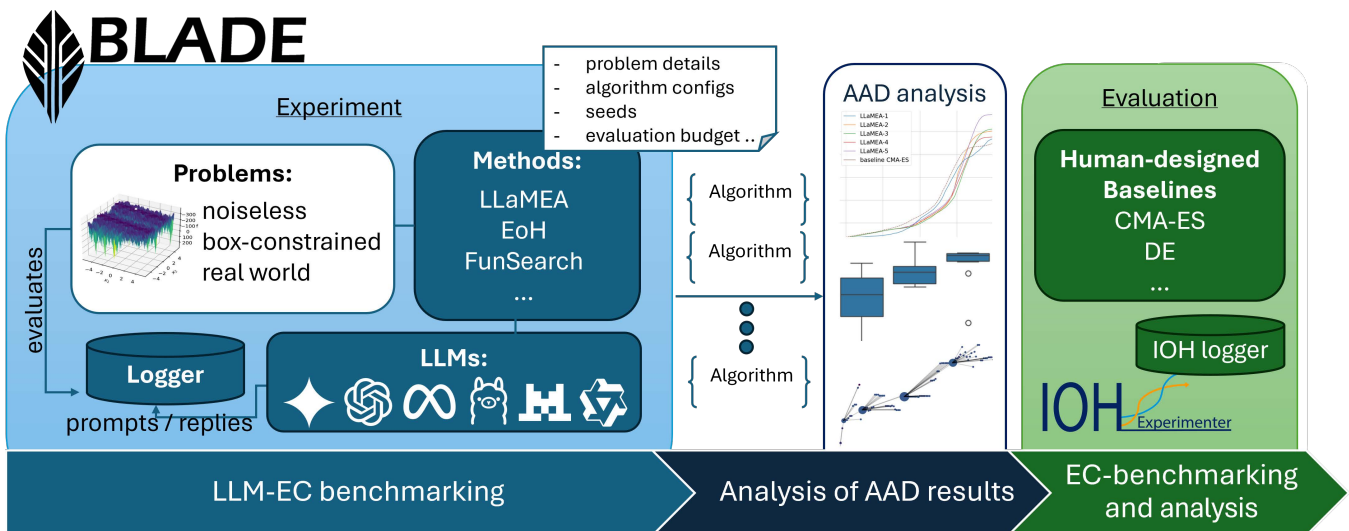 BLADE
Experiment
- problem details
- algorithm configs
- seeds
- evaluation budget ..
Problems:
noiseless
box-constrained
real world
Methods:
LLaMEA
EoH
FunSearch
...
evaluates
Logger
prompts / replies
LLMs:
{ Algorithm }
{ Algorithm }
{ Algorithm }
AAD analysis
LLaMEA-1
LLaMEA-2
LLaMEA-3
LLaMEA-4
LLaMEA-5
baseline CMA-ES
Evaluation
Human-designed
Baselines
CMA-ES
DE
...
IOH logger
IOH
Experimenter
LLM-EC benchmarking
Analysis of AAD results
EC-benchmarking
and analysis